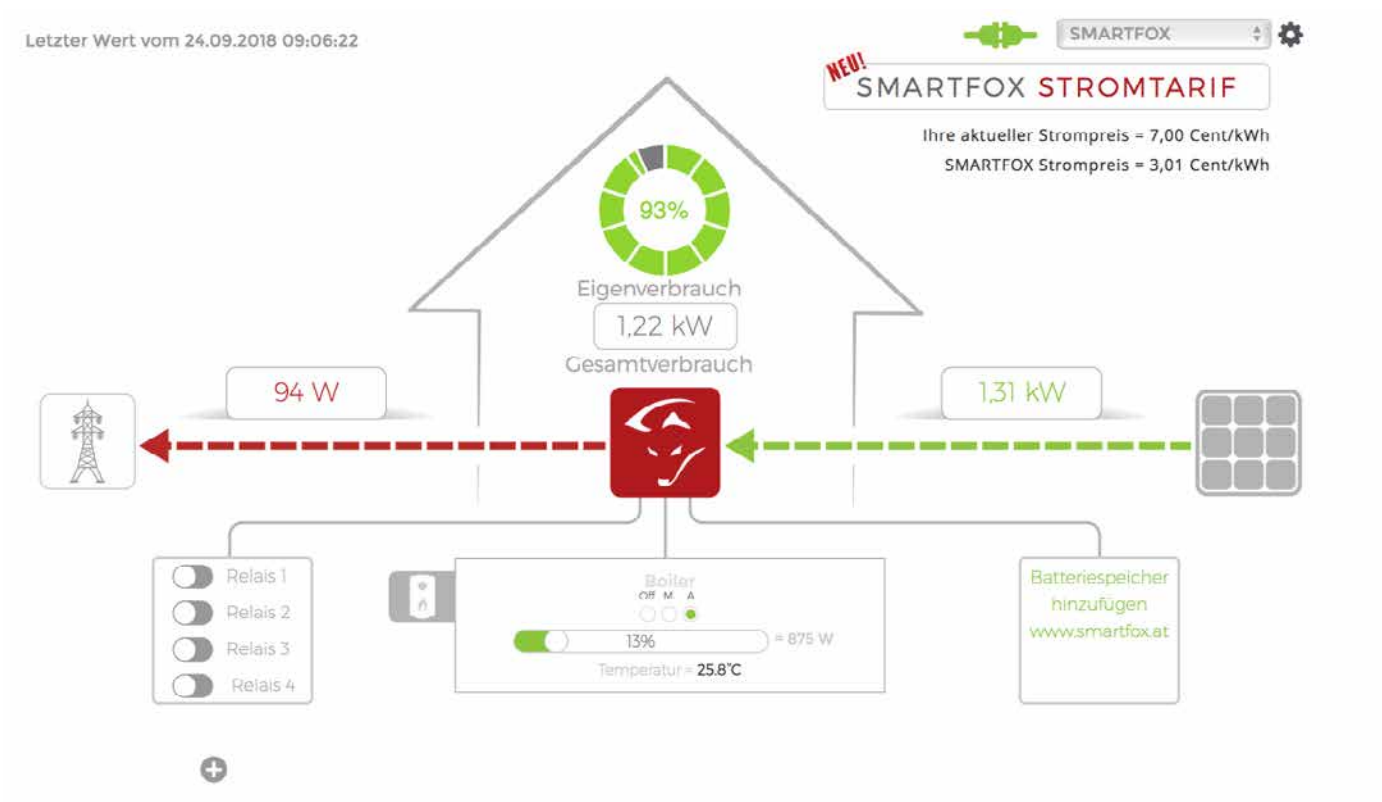 Letzter Wert vom 24.09.2018 09:06:22
SMARTFOX
NEU!
SMARTFOX STROMTARIF
Ihre aktueller Strompreis = 7,00 Cent/kWh
SMARTFOX Strompreis = 3,01 Cent/kWh
93%
Eigenverbrauch
1,22 kW
Gesamtverbrauch
94 W
1,31 kW
Relais 1
Relais 2
Relais 3
Relais 4
Boiler
Off M A
13% = 875 W
Temperatur = 25.8°C
Batteriespeicher
hinzufügen
www.smartfox.at